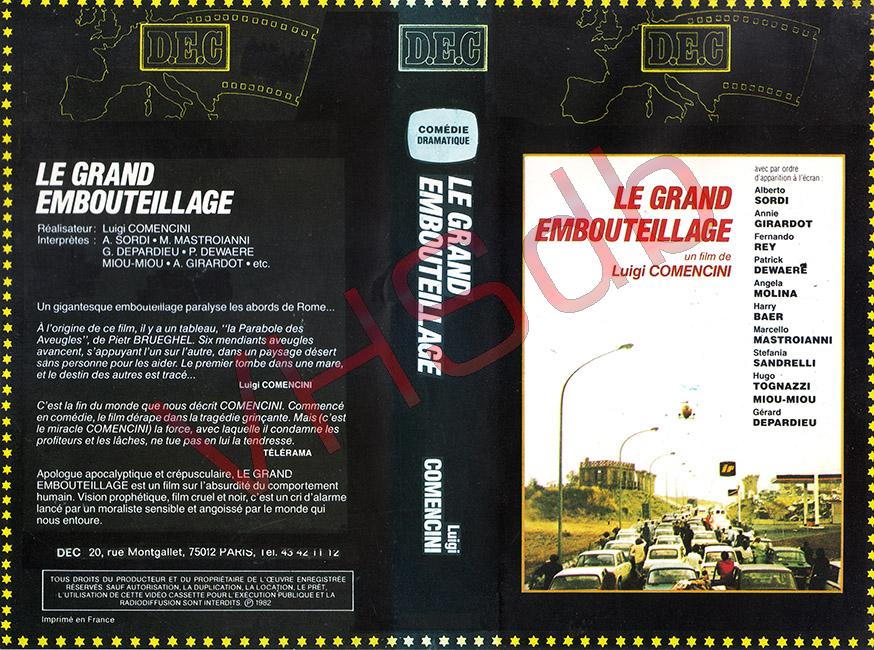 D.E.C
LE GRAND
EMBOUTEILLAGE
Réalisateur: Luigi COMENCINI
Interprètes : A. SORDI • M. MASTROIANNI
G. DEPARDIEU • P. DEWAERE
MIOU-MIOU • A. GIRARDOT • etc.
Un gigantesque embouteillage paralyse les abords de Rome...
À l'origine de ce film, il y a un tableau, "la Parabole des
Aveugles", de Pietr BRUEGHEL. Six mendiants aveugles
avancent, s'appuyant l'un sur l'autre, dans un paysage désert
sans personne pour les aider. Le premier tombe dans une mare,
et le destin des autres est tracé...
Luigi COMENCINI
C'est la fin du monde que nous décrit COMENCINI. Commencé
en comédie, le film dérape dans la tragédie grinçante. Mais (c'est
le miracle COMENCINI) la force, avec laquelle il condamne les
profiteurs et les lâches, ne tue pas en lui la tendresse.
TÉLÉRAMA
Apologue apocalyptique et crépusculaire, LE GRAND
EMBOUTEILLAGE est un film sur l'absurdité du comportement
humain. Vision prophétique, film cruel et noir, c'est un cri d'alarme
lancé par un moraliste sensible et angoissé par le monde qui
nous entoure.
DEC 20, rue Montgallet, 75012 PARIS, Tél. 43 42 11 12
TOUS DROITS DU PRODUCTEUR ET DU PROPRIÉTAIRE DE L'ŒUVRE ENREGISTRÉE
RÉSERVÉS. SAUF AUTORISATION, LA DUPLICATION, LA LOCATION, LE PRÊT,
L'UTILISATION DE CETTE VIDÉO CASSETTE POUR L'EXÉCUTION PUBLIQUE ET LA
RADIODIFFUSION SONT INTERDITS. Ⓟ 1982
Imprimé en France
D.E.C
COMÉDIE
DRAMATIQUE
LE GRAND
EMBOUTEILLAGE
Luigi
COMENCINI
D.E.C
LE GRAND
EMBOUTEILLAGE
un film de
Luigi COMENCINI
avec par ordre
d'apparition à l'écran :
Alberto
SORDI
Annie
GIRARDOT
Fernando
REY
Patrick
DEWAERE
Angela
MOLINA
Harry
BAER
Marcello
MASTROIANNI
Stefania
SANDRELLI
Hugo
TOGNAZZI
MIOU-MIOU
Gérard
DEPARDIEU
IP
VHSdb